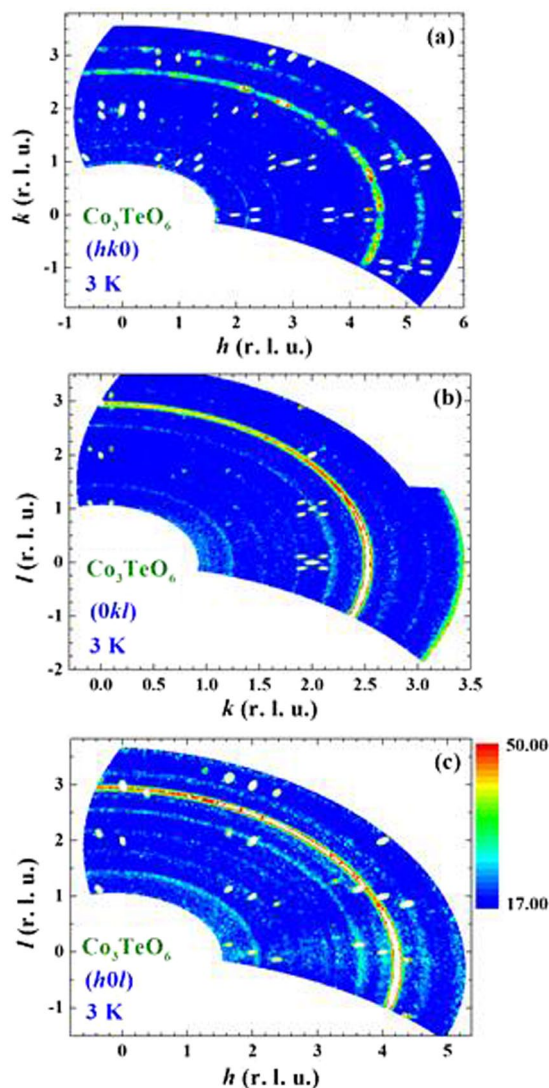 (a)
3
2
1
0
-1
k (r. l. u.)
Co₃TeO₆
(hk0)
3 K
-1 0 1 2 3 4 5 6
h (r. l. u.)
(b)
3
2
1
0
-1
-2
l (r. l. u.)
Co₃TeO₆
(0kl)
3 K
0.0 0.5 1.0 1.5 2.0 2.5 3.0 3.5
k (r. l. u.)
(c)
50.00
17.00
3
2
1
0
-1
l (r. l. u.)
Co₃TeO₆
(h0l)
3 K
0 1 2 3 4 5
h (r. l. u.)